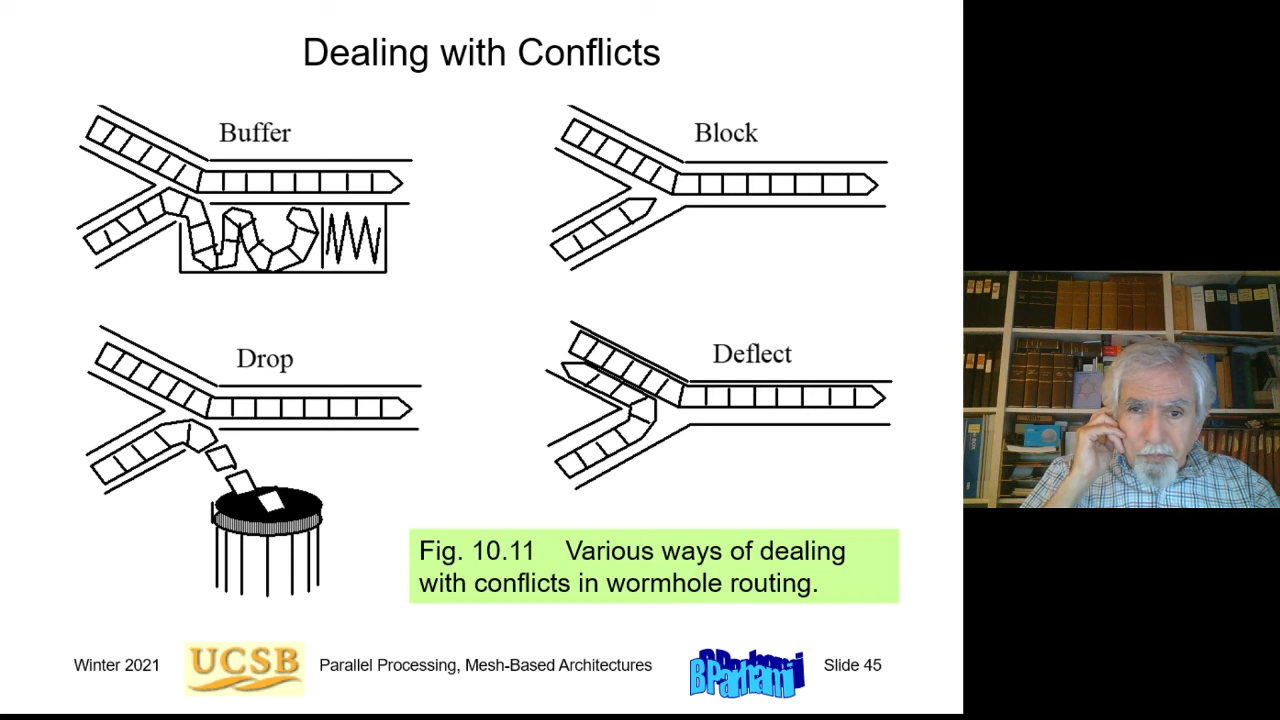 Dealing with Conflicts
Buffer
Block
Drop
Deflect
Fig. 10.11 Various ways of dealing
with conflicts in wormhole routing.
Winter 2021
UCSB
Parallel Processing, Mesh-Based Architectures
BParhami
Slide 45